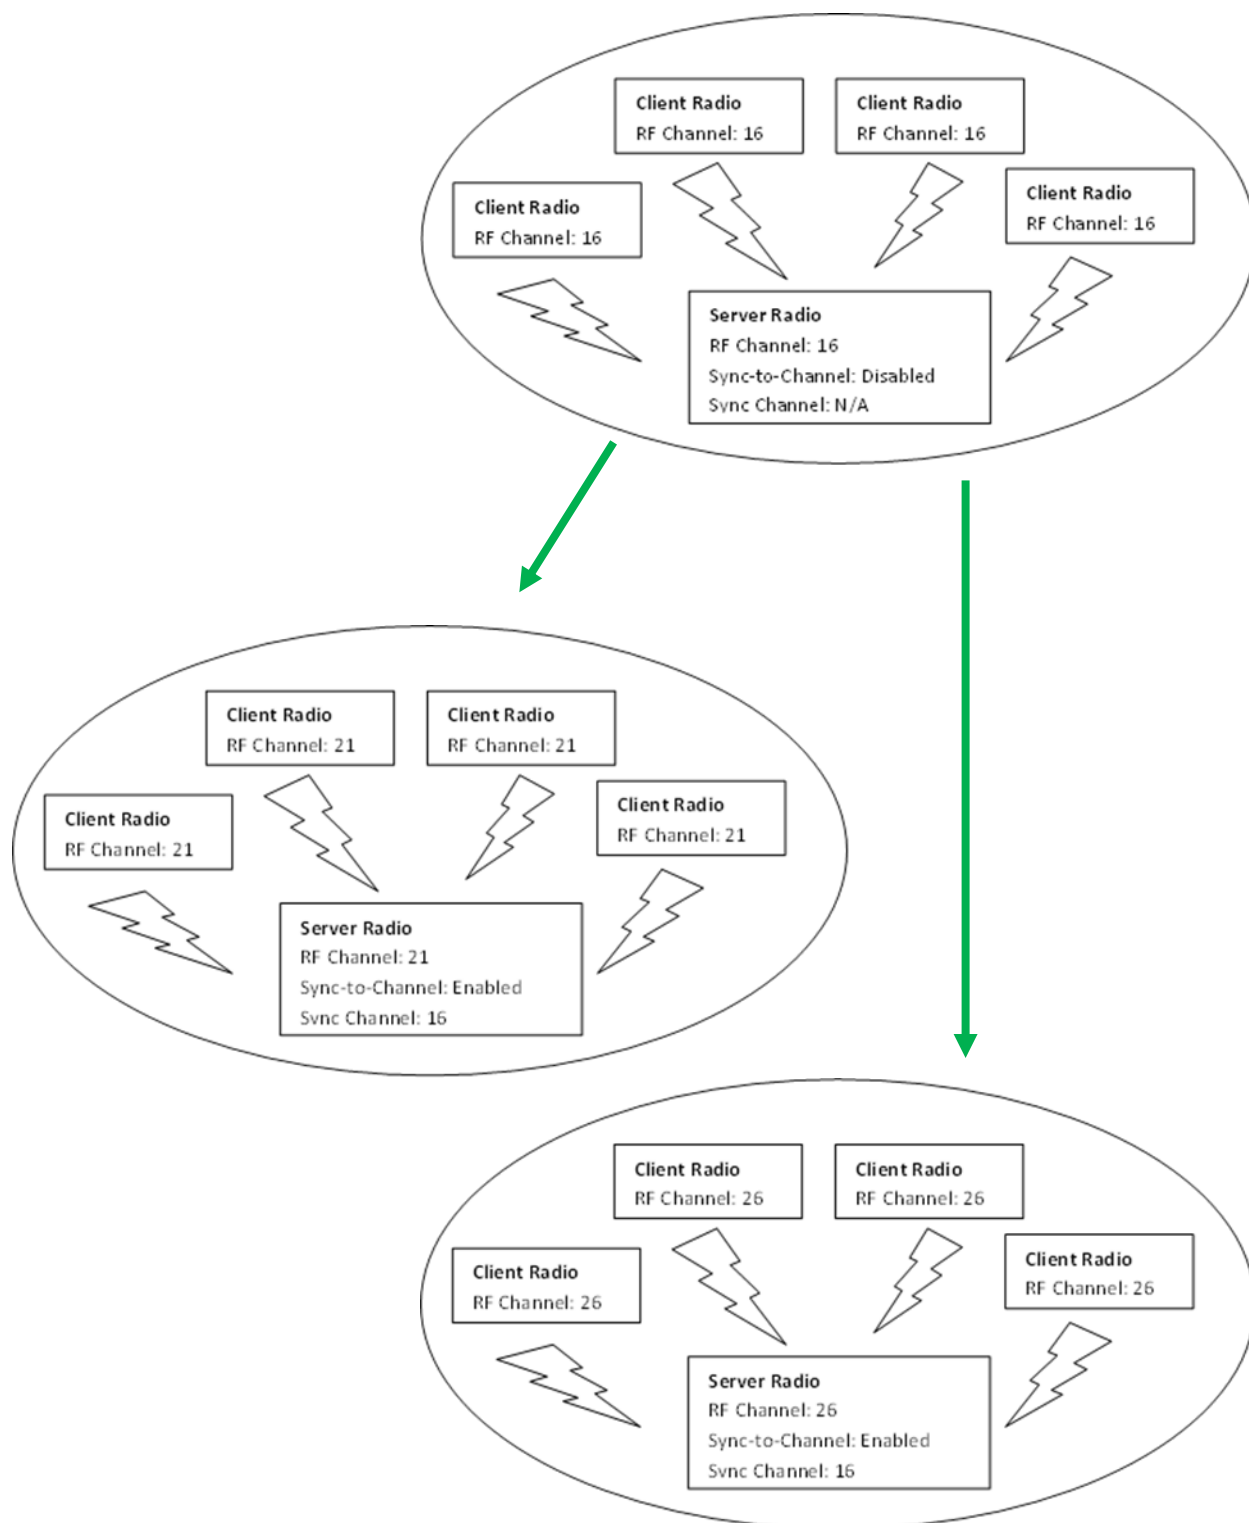 Client Radio
RF Channel: 16
Client Radio
RF Channel: 16
Client Radio
RF Channel: 16
Client Radio
RF Channel: 16
Server Radio
RF Channel: 16
Sync-to-Channel: Disabled
Sync Channel: N/A
Client Radio
RF Channel: 21
Client Radio
RF Channel: 21
Client Radio
RF Channel: 21
Client Radio
RF Channel: 21
Server Radio
RF Channel: 21
Sync-to-Channel: Enabled
Sync Channel: 16
Client Radio
RF Channel: 26
Client Radio
RF Channel: 26
Client Radio
RF Channel: 26
Client Radio
RF Channel: 26
Server Radio
RF Channel: 26
Sync-to-Channel: Enabled
Sync Channel: 16